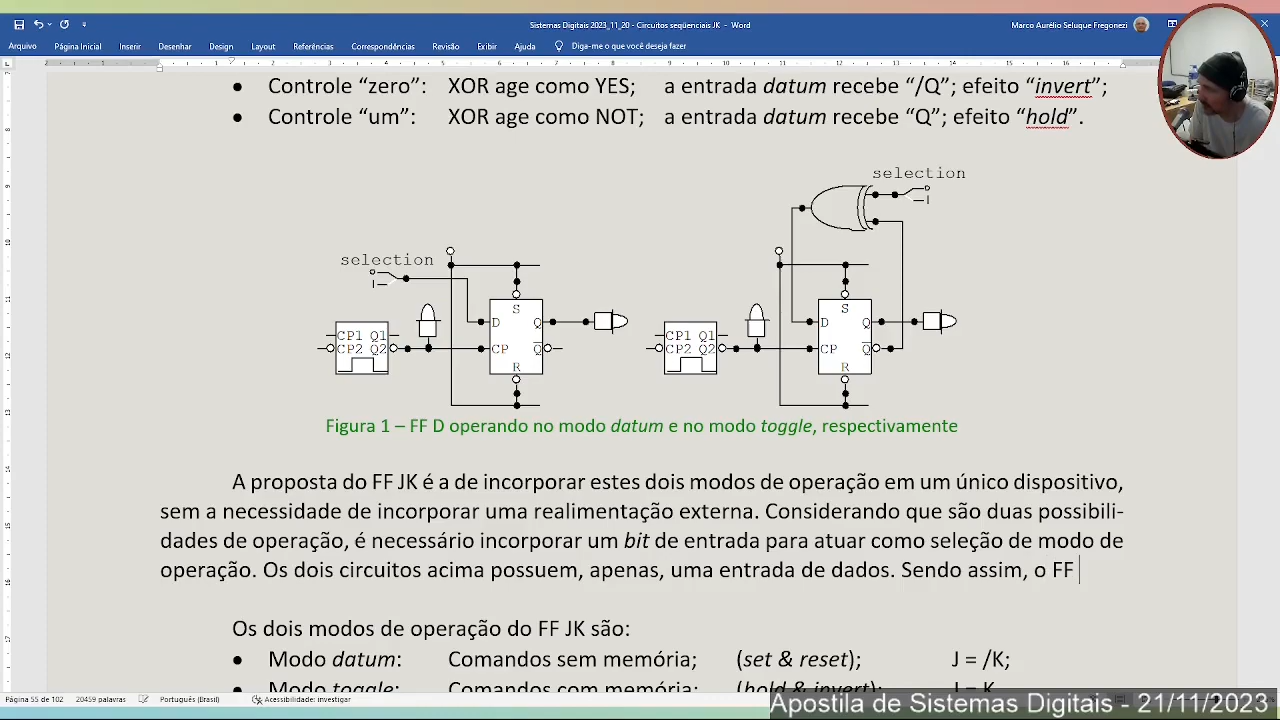 Sistemas Digitais 2023_11_20 - Circuitos seqüenciais JK - Word
Marco Aurélio Seluque Fregonezi
Arquivo Página Inicial Inserir Desenhar Design Layout Referências Correspondências Revisão Exibir Ajuda Diga-me o que você deseja fazer
• Controle “zero”: XOR age como YES; a entrada datum recebe “/Q”; efeito “invert”;
• Controle “um”: XOR age como NOT; a entrada datum recebe “Q”; efeito “hold”.
selection
selection
S
D Q
CP Q
R
CP1 Q1
CP2 Q2
S
D Q
CP Q
R
CP1 Q1
CP2 Q2
Figura 1 – FF D operando no modo datum e no modo toggle, respectivamente
A proposta do FF JK é a de incorporar estes dois modos de operação em um único dispositivo,
sem a necessidade de incorporar uma realimentação externa. Considerando que são duas possibili-
dades de operação, é necessário incorporar um bit de entrada para atuar como seleção de modo de
operação. Os dois circuitos acima possuem, apenas, uma entrada de dados. Sendo assim, o FF
Os dois modos de operação do FF JK são:
• Modo datum: Comandos sem memória; (set & reset); J = /K;
• Modo toggle: Comandos com memória; (hold & invert); J = K
Página 55 de 102 20459 palavras Português (Brasil) Acessibilidade: investigar
Apostila de Sistemas Digitais - 21/11/2023